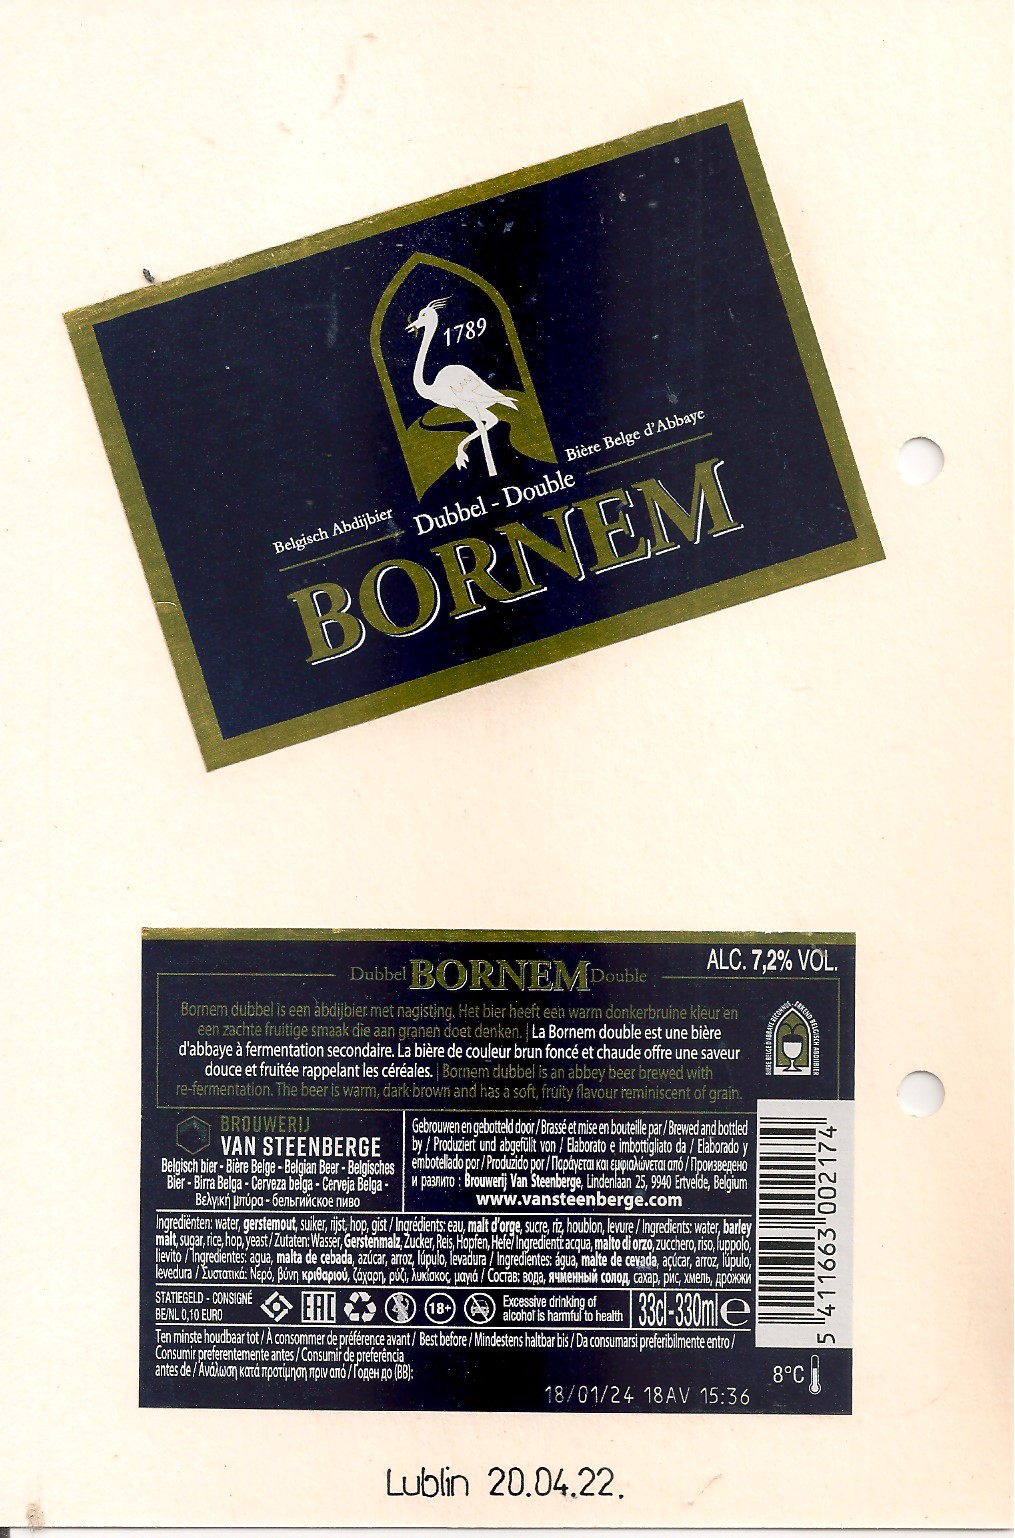 1789
Belgisch Abdijbier
Dubbel - Double
Bière Belge d'Abbaye
BORNEM
ALC. 7,2% VOL.
Dubbel BORNEM Double
Bornem dubbel is een abdijbier met nagisting. Het bier heeft een warm donkerbruine kleur en
een zachte fruitige smaak die aan granen doet denken. | La Bornem double est une bière
d'abbaye à fermentation secondaire. La bière de couleur brun foncé et chaude offre une saveur
douce et fruitée rappelant les céréales. | Bornem dubbel is an abbey beer brewed with
re-fermentation. The beer is warm, dark-brown and has a soft, fruity flavour reminiscent of grain.
BIÈRE BELGE D'ABBAYE RECONNUE - ERKEND BELGISCH ABDIJBIER
BROUWERIJ
VAN STEENBERGE
Belgisch bier - Bière Belge - Belgian Beer - Belgisches
Bier - Birra Belga - Cerveza belga - Cerveja Belga -
Βελγική μπύρα - бельгийское пиво
Gebrouwen en gebotteld door / Brassé et mise en bouteille par / Brewed and bottled
by / Produziert und abgefüllt von / Elaborato e imbottigliato da / Elaborado y
embotellado por / Produzido por / Παράγεται και εμφιαλώνεται από / Произведено
и разлито : Brouwerij Van Steenberge, Lindenlaan 25, 9940 Ertvelde, Belgium
www.vansteenberge.com
Ingrediënten: water, gerstemout, suiker, rijst, hop, gist / Ingrédients: eau, malt d'orge, sucre, riz, houblon, levure / Ingredients: water, barley
malt, sugar, rice, hop, yeast / Zutaten: Wasser, Gerstenmalz, Zucker, Reis, Hopfen, Hefe / Ingredienti: acqua, malto di orzo, zucchero, riso, luppolo,
lievito / Ingredientes: agua, malta de cebada, azúcar, arroz, lúpulo, levadura / Ingredientes: água, malte de cevada, açúcar, arroz, lúpulo,
levedura / Συστατικά: Νερό, βύνη κριθαριού, ζάχαρη, ρύζι, λυκίσκος, μαγιά / Состав: вода, ячменный солод, сахар, рис, хмель, дрожжи
STATIEGELD - CONSIGNÉ
BE/NL 0,10 EURO
EAC
18+
Excessive drinking of
alcohol is harmful to health
33cl-330ml e
5 411663 002174
Ten minste houdbaar tot / À consommer de préférence avant / Best before / Mindestens haltbar bis / Da consumarsi preferibilmente entro /
Consumir preferentemente antes / Consumir de preferência
antes de / Ανάλωση κατά προτίμηση πριν από / Годен до (BB):
8°C
18/01/24 18AV 15:36
Lublin 20.04.22.